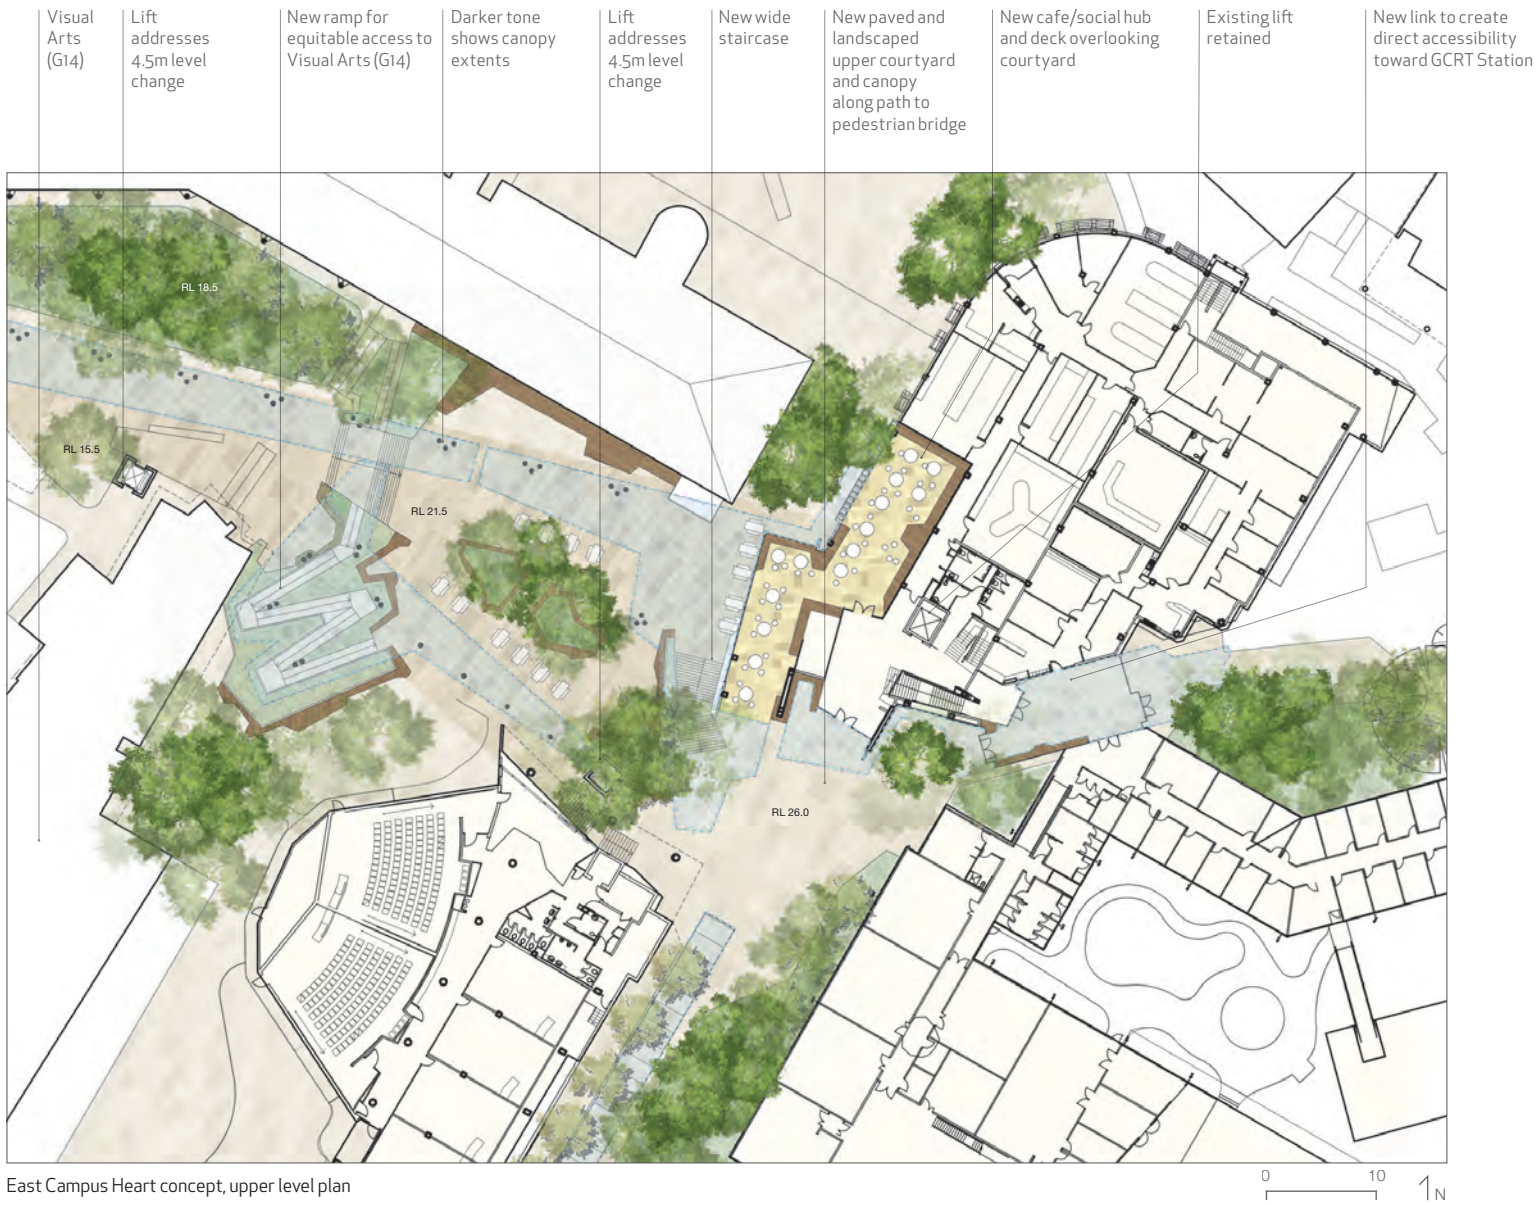 Visual
Arts
(G14)
Lift
addresses
4.5m level
change
New ramp for
equitable access to
Visual Arts (G14)
Darker tone
shows canopy
extents
Lift
addresses
4.5m level
change
New wide
staircase
New paved and
landscaped
upper courtyard
and canopy
along path to
pedestrian bridge
New cafe/social hub
and deck overlooking
courtyard
Existing lift
retained
New link to create
direct accessibility
toward GCRT Station
RL 18.5
RL 15.5
RL 21.5
RL 26.0
East Campus Heart concept, upper level plan
0 10
N